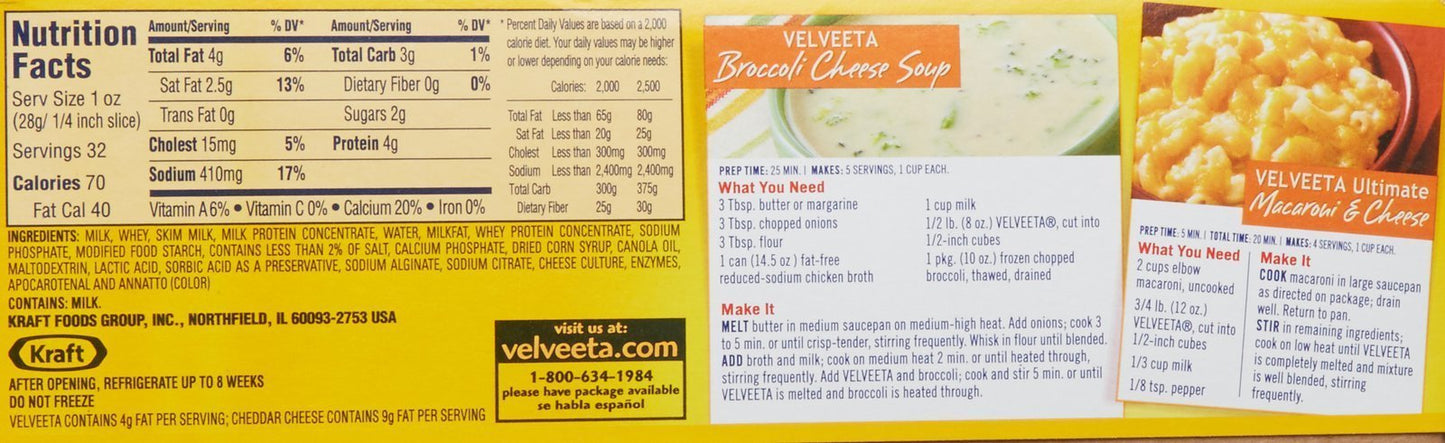 Nutrition
Facts
Serv Size 1 oz
(28g/ 1/4 inch slice)
Servings 32
Calories 70
Fat Cal 40
Amount/Serving % DV* Amount/Serving % DV*
Total Fat 4g 6% Total Carb 3g 1%
Sat Fat 2.5g 13% Dietary Fiber 0g 0%
Trans Fat 0g Sugars 2g
Cholest 15mg 5% Protein 4g
Sodium 410mg 17%
Vitamin A 6% • Vitamin C 0% • Calcium 20% • Iron 0%
* Percent Daily Values are based on a 2,000
calorie diet. Your daily values may be higher
or lower depending on your calorie needs:
Calories: 2,000 2,500
Total Fat Less than 65g 80g
Sat Fat Less than 20g 25g
Cholest Less than 300mg 300mg
Sodium Less than 2,400mg 2,400mg
Total Carb 300g 375g
Dietary Fiber 25g 30g
INGREDIENTS: MILK, WHEY, SKIM MILK, MILK PROTEIN CONCENTRATE, WATER, MILKFAT, WHEY PROTEIN CONCENTRATE, SODIUM
PHOSPHATE, MODIFIED FOOD STARCH, CONTAINS LESS THAN 2% OF SALT, CALCIUM PHOSPHATE, DRIED CORN SYRUP, CANOLA OIL,
MALTODEXTRIN, LACTIC ACID, SORBIC ACID AS A PRESERVATIVE, SODIUM ALGINATE, SODIUM CITRATE, CHEESE CULTURE, ENZYMES,
APOCAROTENAL AND ANNATTO (COLOR)
CONTAINS: MILK.
KRAFT FOODS GROUP, INC., NORTHFIELD, IL 60093-2753 USA
Kraft
AFTER OPENING, REFRIGERATE UP TO 8 WEEKS
DO NOT FREEZE
VELVEETA CONTAINS 4g FAT PER SERVING; CHEDDAR CHEESE CONTAINS 9g FAT PER SERVING
visit us at:
velveeta.com
1-800-634-1984
please have package available
se habla español
VELVEETA
Broccoli Cheese Soup
PREP TIME: 25 MIN. | MAKES: 5 SERVINGS, 1 CUP EACH.
What You Need
3 Tbsp. butter or margarine
3 Tbsp. chopped onions
3 Tbsp. flour
1 can (14.5 oz) fat-free
reduced-sodium chicken broth
1 cup milk
1/2 lb. (8 oz.) VELVEETA®, cut into
1/2-inch cubes
1 pkg. (10 oz.) frozen chopped
broccoli, thawed, drained
Make It
MELT butter in medium saucepan on medium-high heat. Add onions; cook 3
to 5 min. or until crisp-tender, stirring frequently. Whisk in flour until blended.
ADD broth and milk; cook on medium heat 2 min. or until heated through,
stirring frequently. Add VELVEETA and broccoli; cook and stir 5 min. or until
VELVEETA is melted and broccoli is heated through.
VELVEETA Ultimate
Macaroni & Cheese
PREP TIME: 5 MIN. | TOTAL TIME: 20 MIN. | MAKES: 4 SERVINGS, 1 CUP EACH.
What You Need
2 cups elbow
macaroni, uncooked
3/4 lb. (12 oz.)
VELVEETA®, cut into
1/2-inch cubes
1/3 cup milk
1/8 tsp. pepper
Make It
COOK macaroni in large saucepan
as directed on package; drain
well. Return to pan.
STIR in remaining ingredients;
cook on low heat until VELVEETA
is completely melted and mixture
is well blended, stirring
frequently.